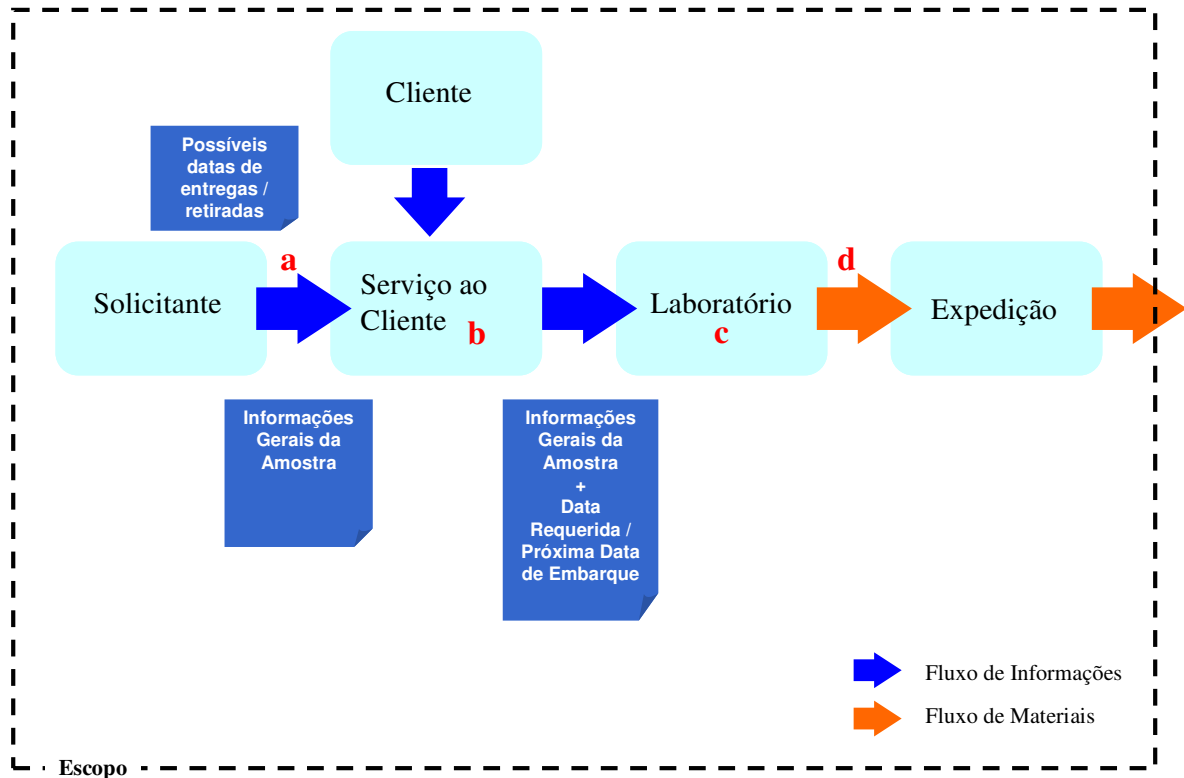 Cliente
Possíveis
datas de
entregas /
retiradas
Solicitante
a
Serviço ao
Cliente
b
Laboratório
c
d
Expedição
Informações
Gerais da
Amostra
Informações
Gerais da
Amostra
+
Data
Requerida /
Próxima Data
de Embarque
Fluxo de Informações
Fluxo de Materiais
Escopo